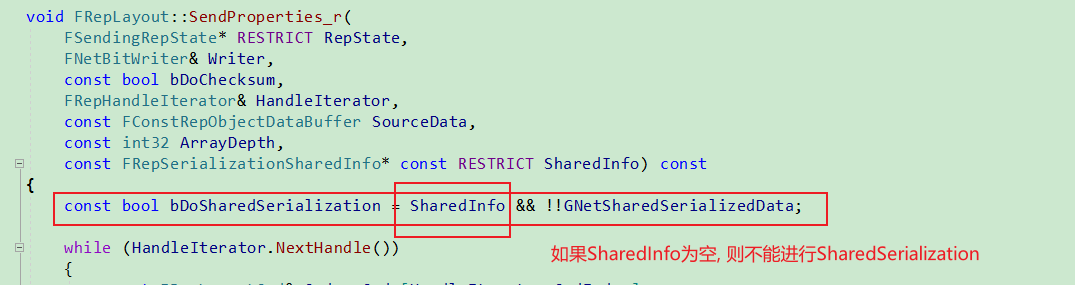 void FRepLayout::SendProperties_r(
FSendingRepState* RESTRICT RepState,
FNetBitWriter& Writer,
const bool bDoChecksum,
FRepHandleIterator& HandleIterator,
const FConstRepObjectDataBuffer SourceData,
const int32 ArrayDepth,
const FRepSerializationSharedInfo* const RESTRICT SharedInfo) const
{
const bool bDoSharedSerialization = SharedInfo && !!GNetSharedSerializedData;
while (HandleIterator.NextHandle())
如果SharedInfo为空, 则不能进行SharedSerialization
{